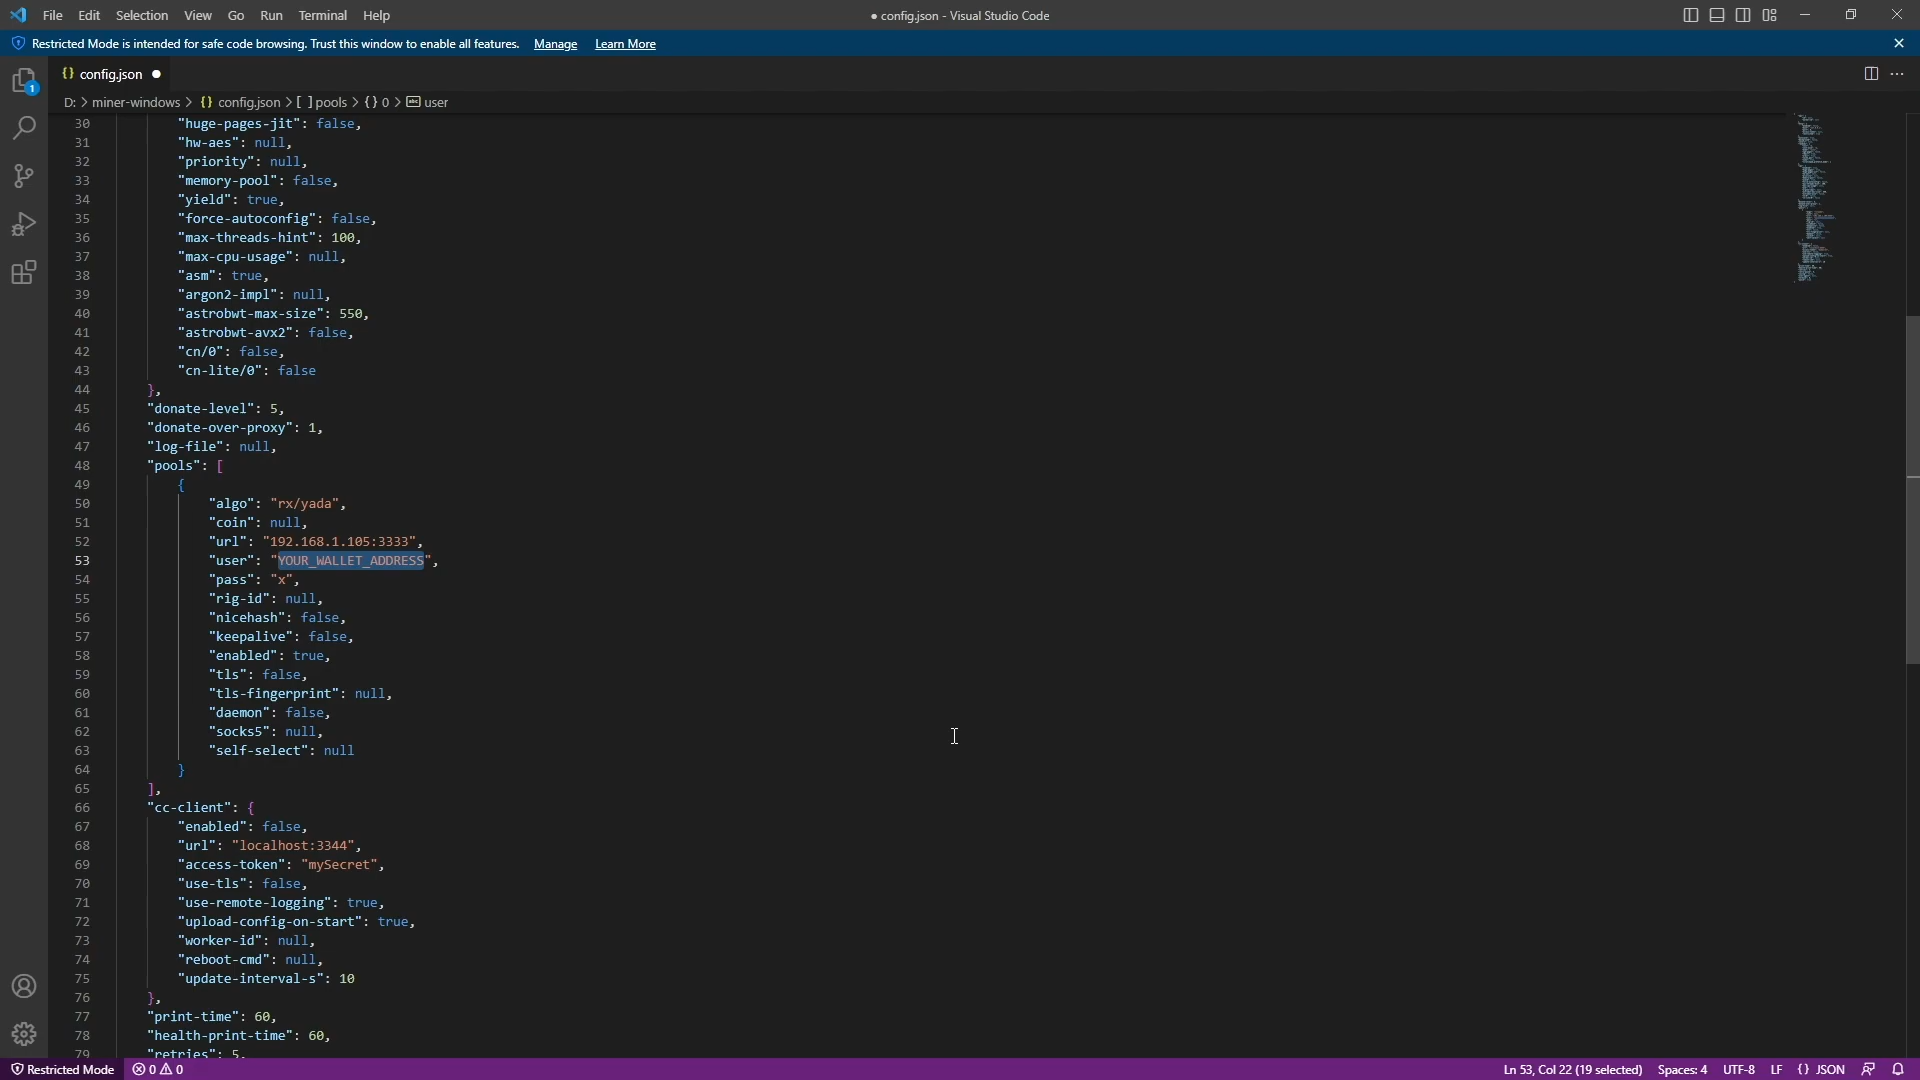 File Edit Selection View Go Run Terminal Help
● config.json - Visual Studio Code
Restricted Mode is intended for safe code browsing. Trust this window to enable all features. Manage Learn More
1
{} config.json ●
D: > miner-windows > {} config.json > [ ] pools > {} 0 > user
30 "huge-pages-jit": false,
31 "hw-aes": null,
32 "priority": null,
33 "memory-pool": false,
34 "yield": true,
35 "force-autoconfig": false,
36 "max-threads-hint": 100,
37 "max-cpu-usage": null,
38 "asm": true,
39 "argon2-impl": null,
40 "astrobwt-max-size": 550,
41 "astrobwt-avx2": false,
42 "cn/0": false,
43 "cn-lite/0": false
44 },
45 "donate-level": 5,
46 "donate-over-proxy": 1,
47 "log-file": null,
48 "pools": [
49 {
50 "algo": "rx/yada",
51 "coin": null,
52 "url": "192.168.1.105:3333",
53 "user": "YOUR_WALLET_ADDRESS",
54 "pass": "x",
55 "rig-id": null,
56 "nicehash": false,
57 "keepalive": false,
58 "enabled": true,
59 "tls": false,
60 "tls-fingerprint": null,
61 "daemon": false,
62 "socks5": null,
63 "self-select": null
64 }
65 ],
66 "cc-client": {
67 "enabled": false,
68 "url": "localhost:3344",
69 "access-token": "mySecret",
70 "use-tls": false,
71 "use-remote-logging": true,
72 "upload-config-on-start": true,
73 "worker-id": null,
74 "reboot-cmd": null,
75 "update-interval-s": 10
76 },
77 "print-time": 60,
78 "health-print-time": 60,
79 "retries": 5,
Restricted Mode 0 0 Ln 53, Col 22 (19 selected) Spaces: 4 UTF-8 LF {} JSON